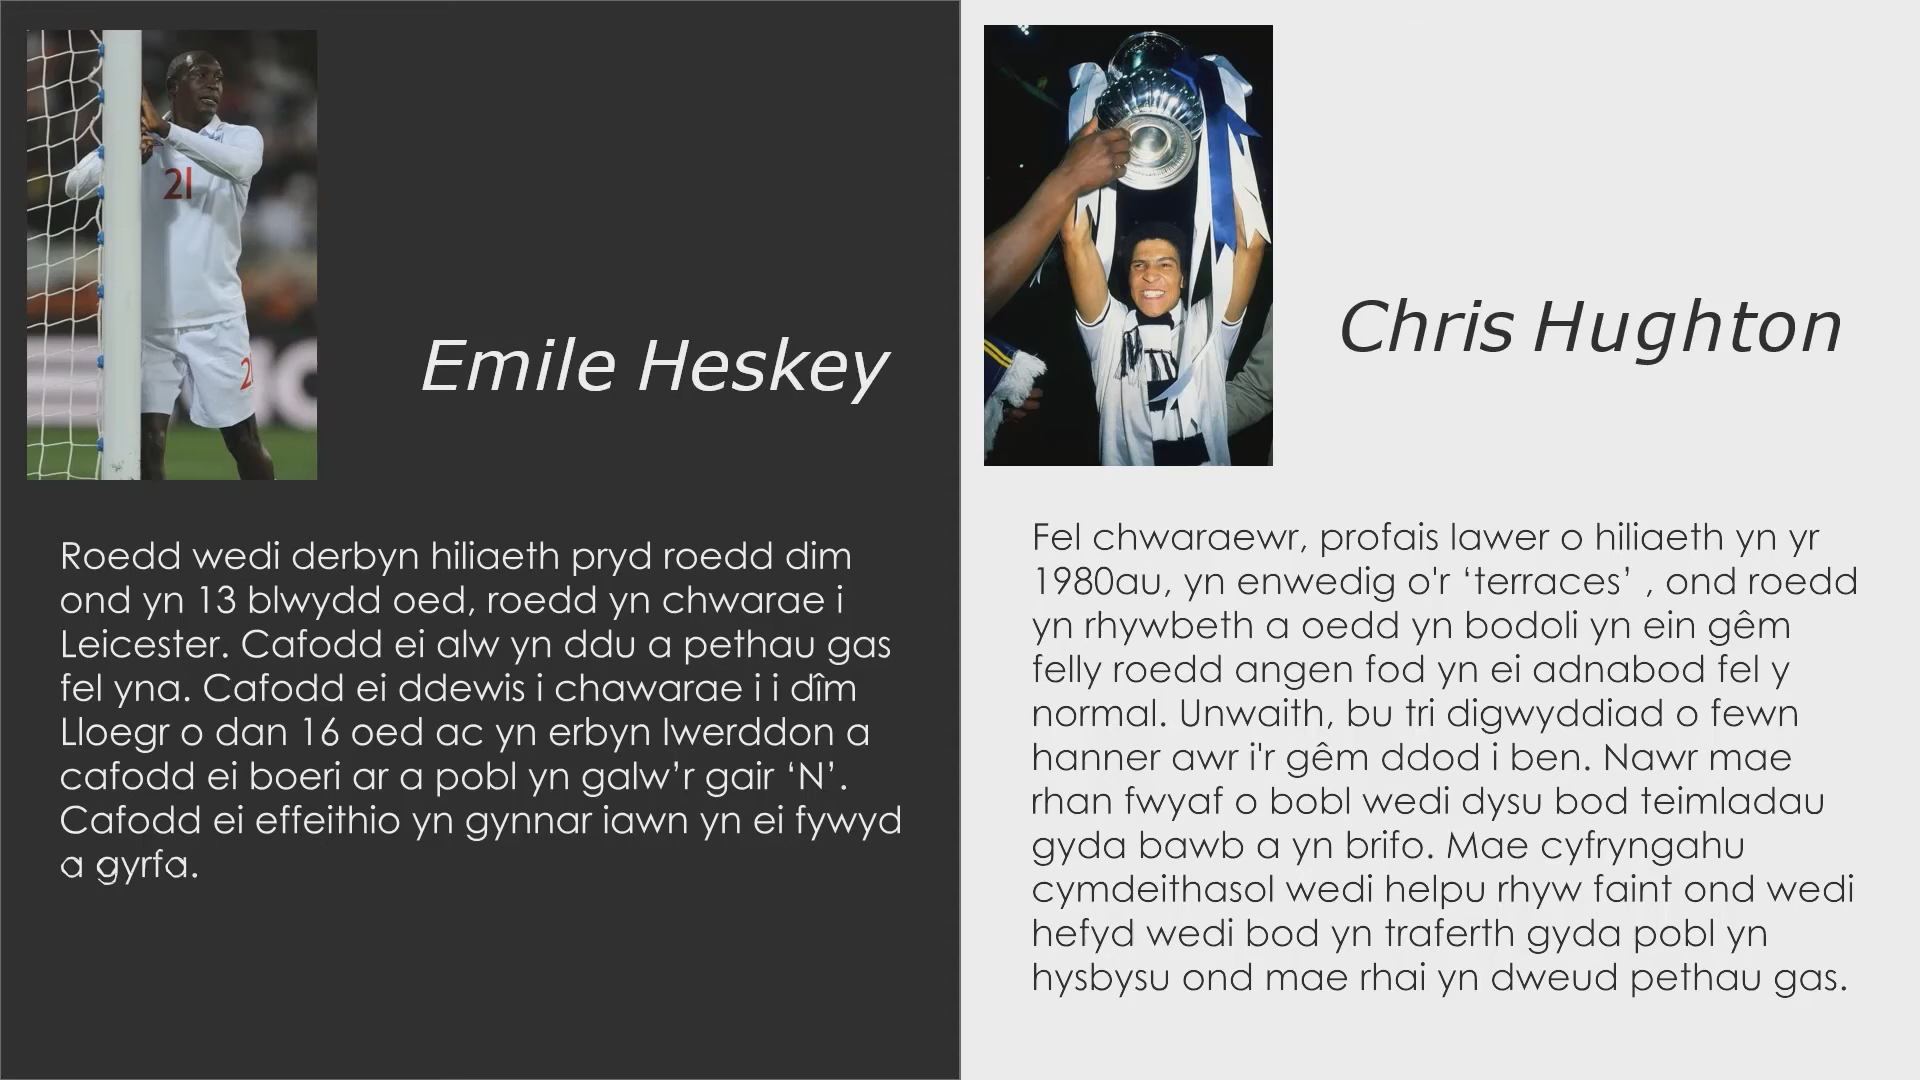 21
2
Emile Heskey
Roedd wedi derbyn hiliaeth pryd roedd dim
ond yn 13 blwydd oed, roedd yn chwarae i
Leicester. Cafodd ei alw yn ddu a pethau gas
fel yna. Cafodd ei ddewis i chawarae i i dîm
Lloegr o dan 16 oed ac yn erbyn Iwerddon a
cafodd ei boeri ar a pobl yn galw’r gair ‘N’.
Cafodd ei effeithio yn gynnar iawn yn ei fywyd
a gyrfa.
Chris Hughton
Fel chwaraewr, profais lawer o hiliaeth yn yr
1980au, yn enwedig o'r ‘terraces’ , ond roedd
yn rhywbeth a oedd yn bodoli yn ein gêm
felly roedd angen fod yn ei adnabod fel y
normal. Unwaith, bu tri digwyddiad o fewn
hanner awr i'r gêm ddod i ben. Nawr mae
rhan fwyaf o bobl wedi dysu bod teimladau
gyda bawb a yn brifo. Mae cyfryngahu
cymdeithasol wedi helpu rhyw faint ond wedi
hefyd wedi bod yn traferth gyda pobl yn
hysbysu ond mae rhai yn dweud pethau gas.